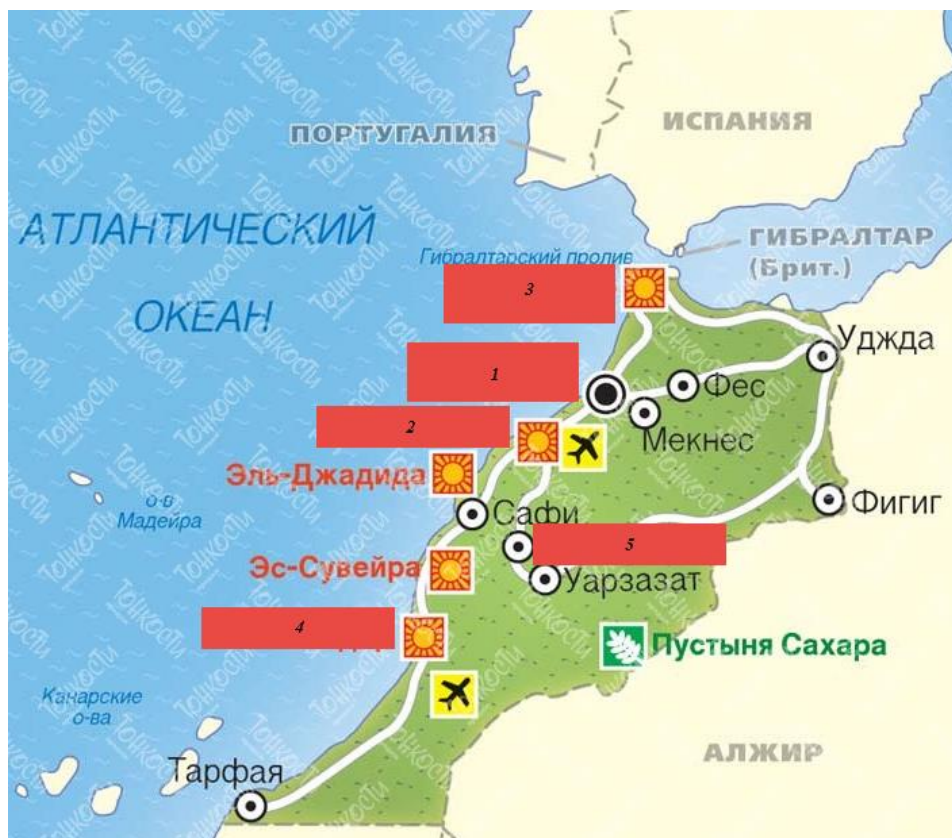 ПОРТУГАЛИЯ
ИСПАНИЯ
АТЛАНТИЧЕСКИЙ
ОКЕАН
ГИБРАЛТАР
(Брит.)
Гибралтарский пролив
3
Уджда
1
Фес
Мекнес
2
Эль-Джадида
о-в
Мадейра
Сафи
Фигиг
5
Эс-Сувейра
Уарзазат
4
Пустыня Сахара
Канарские
о-ва
АЛЖИР
Тарфая
Тонкости